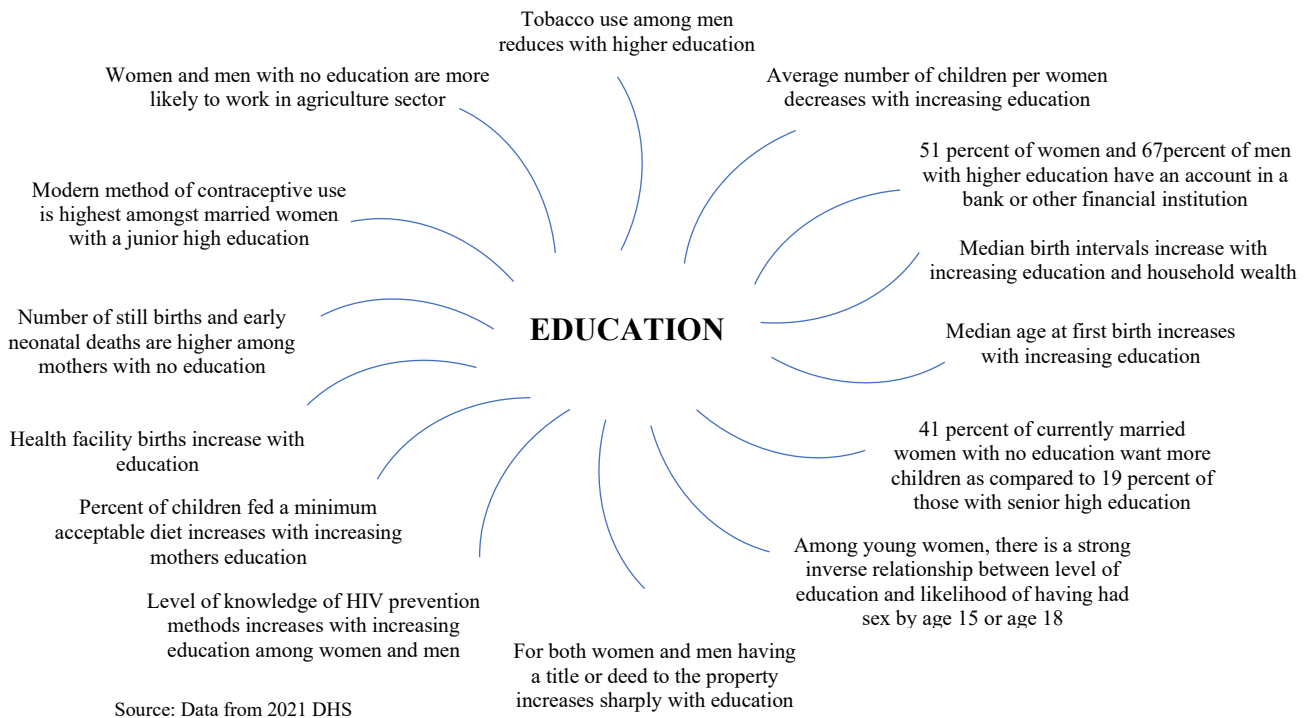 Tobacco use among men
reduces with higher education
Women and men with no education are more
likely to work in agriculture sector
Average number of children per women
decreases with increasing education
51 percent of women and 67percent of men
with higher education have an account in a
bank or other financial institution
Modern method of contraceptive use
is highest amongst married women
with a junior high education
Median birth intervals increase with
increasing education and household wealth
Number of still births and early
neonatal deaths are higher among
mothers with no education
EDUCATION
Median age at first birth increases
with increasing education
Health facility births increase with
education
41 percent of currently married
women with no education want more
children as compared to 19 percent of
those with senior high education
Percent of children fed a minimum
acceptable diet increases with increasing
mothers education
Among young women, there is a strong
inverse relationship between level of
education and likelihood of having had
sex by age 15 or age 18
Level of knowledge of HIV prevention
methods increases with increasing
education among women and men
For both women and men having
a title or deed to the property
increases sharply with education
Source: Data from 2021 DHS